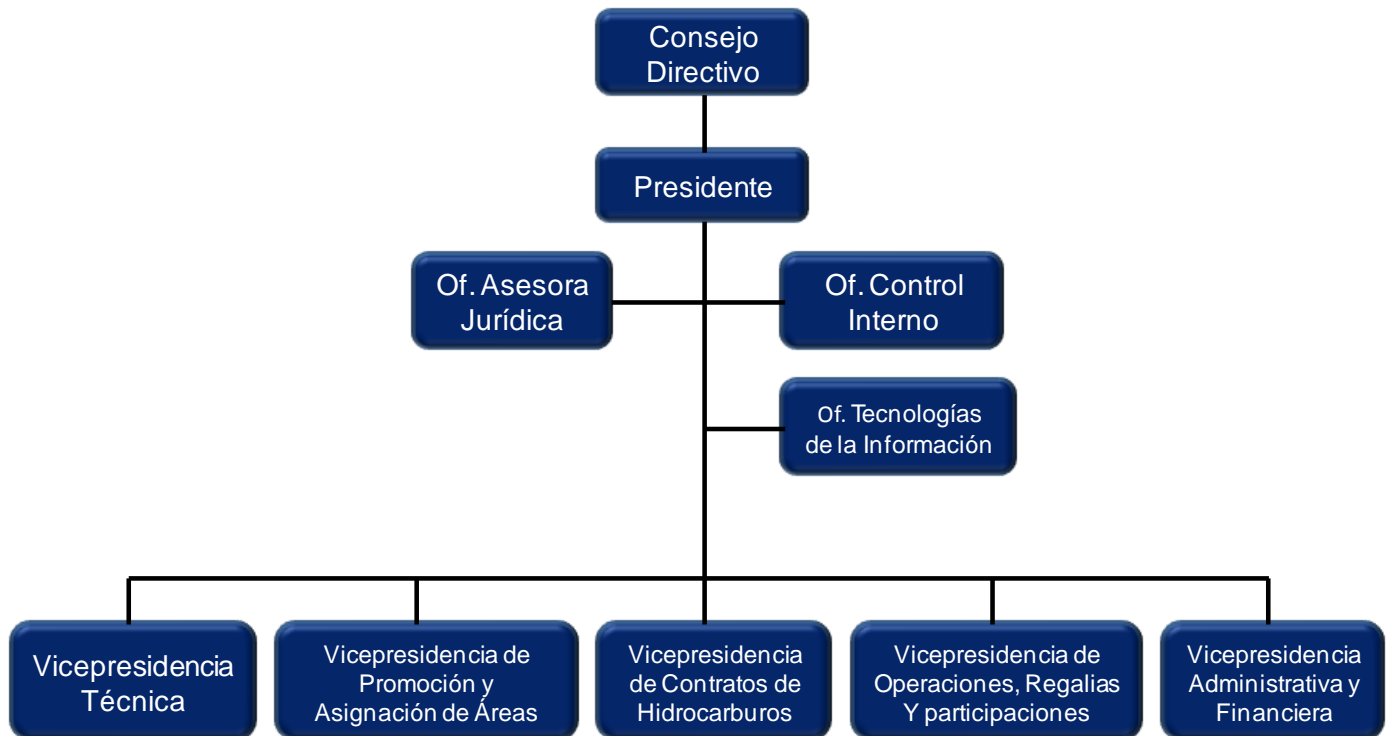 Consejo
Directivo
Presidente
Of. Asesora
Jurídica
Of. Control
Interno
Of. Tecnologías
de la Información
Vicepresidencia
Técnica
Vicepresidencia de
Promoción y
Asignación de Áreas
Vicepresidencia
de Contratos de
Hidrocarburos
Vicepresidencia de
Operaciones, Regalias
Y participaciones
Vicepresidencia
Administrativa y
Financiera